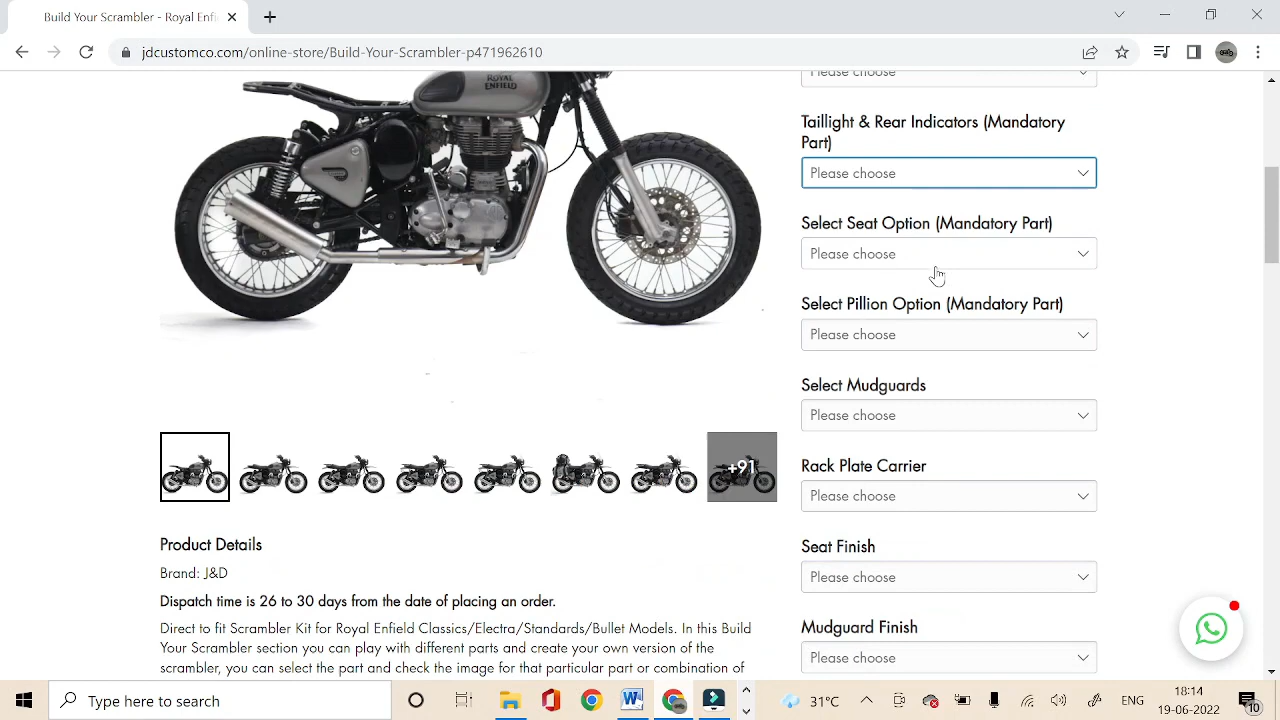 Build Your Scrambler - Royal Enfi
jdcustomco.com/online-store/Build-Your-Scrambler-p471962610
ROYAL
ENFIELD
Please choose
Taillight & Rear Indicators (Mandatory
Part)
Please choose
Select Seat Option (Mandatory Part)
Please choose
Select Pillion Option (Mandatory Part)
Please choose
Select Mudguards
Please choose
+91
Rack Plate Carrier
Please choose
Seat Finish
Please choose
Mudguard Finish
Please choose
Product Details
Brand: J&D
Dispatch time is 26 to 30 days from the date of placing an order.
Direct to fit Scrambler Kit for Royal Enfield Classics/Electra/Standards/Bullet Models. In this Build
Your Scrambler section you can play with different parts and create your own version of the
scrambler, you can select the part and check the image for that particular part or combination of
Type here to search
31°C
ENG
18:14
19-06-2022
10